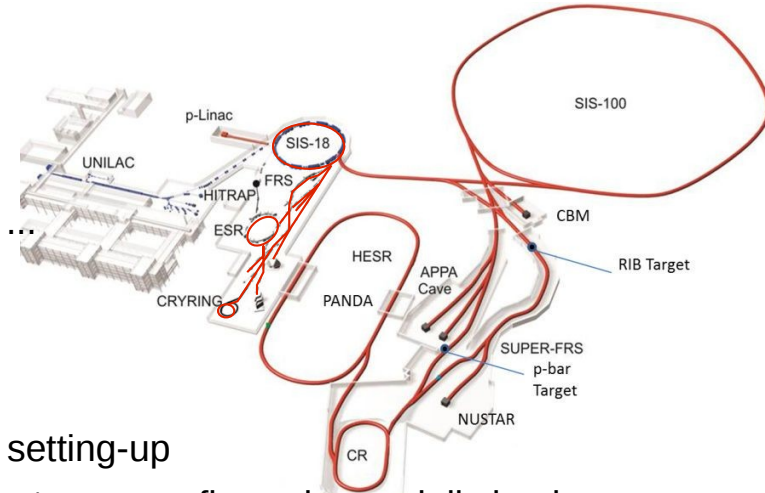 SIS-100
p-Linac
SIS-18
UNILAC
FRS
HITRAP
CBM
...
ESR
HESR
RIB Target
APPA
Cave
CRYRING
PANDA
SUPER-FRS
p-bar
Target
NUSTAR
setting-up
CR